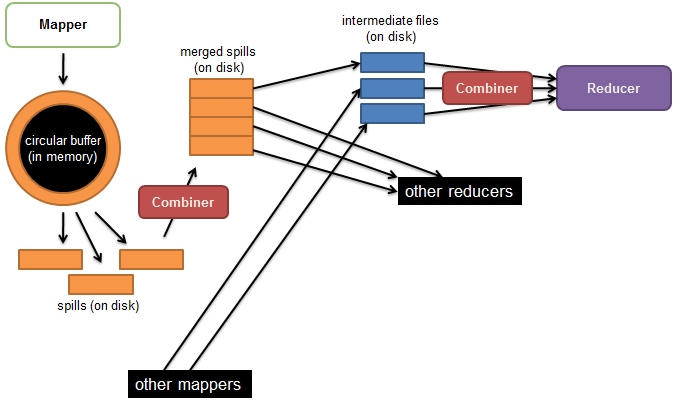 Mapper
circular buffer
(in memory)
spills (on disk)
Combiner
merged spills
(on disk)
intermediate files
(on disk)
Combiner
Reducer
other reducers
other mappers